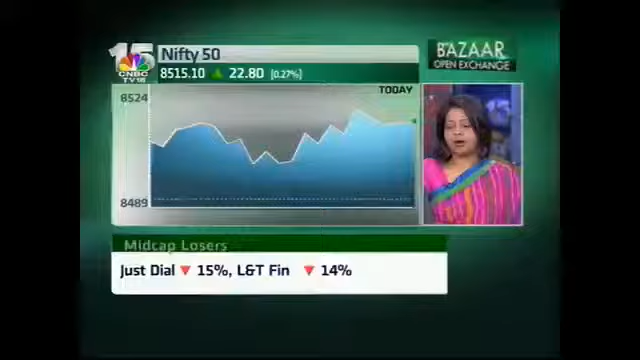 15
CNBC
TV18
Nifty 50
8515.10 ▲ 22.80 [0.27%]
BAZAAR
OPEN EXCHANGE
TODAY
8524
8489
Midcap Losers
Just Dial ▼ 15%, L&T Fin ▼ 14%